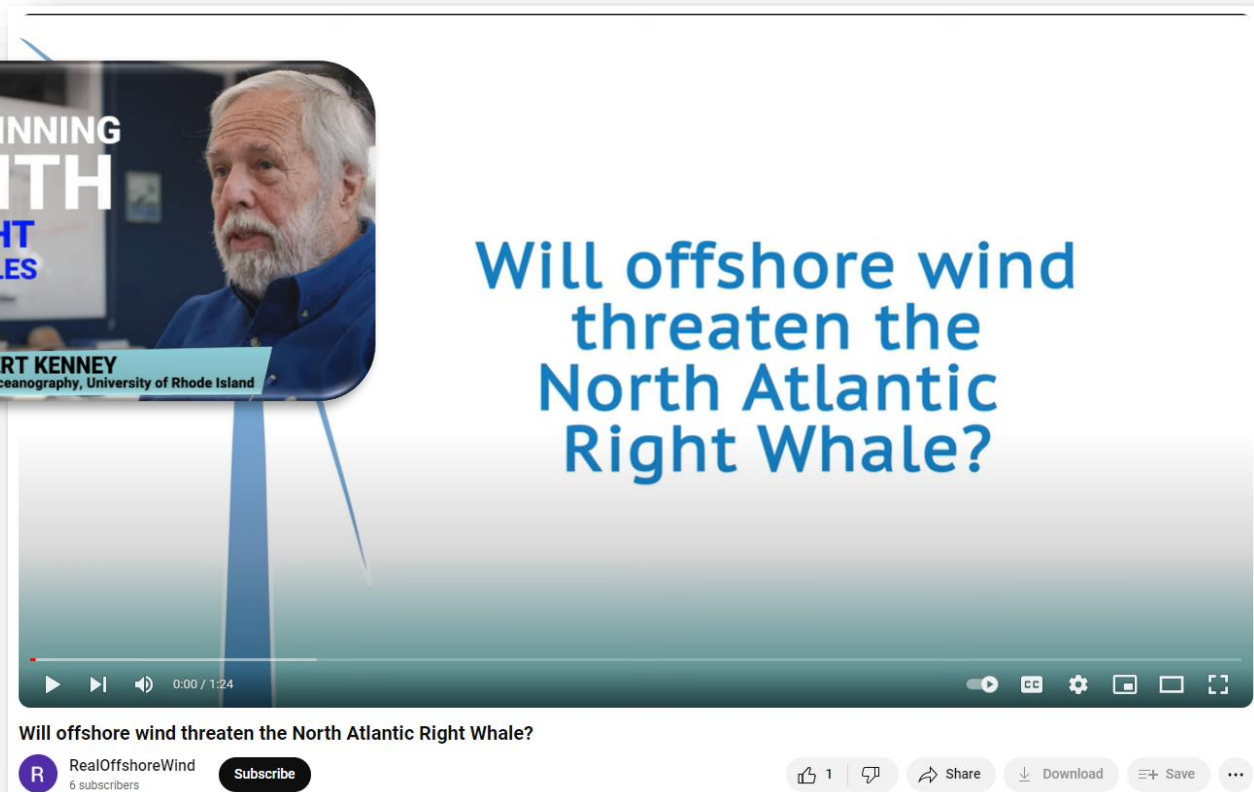 INNING
ITH
HT
LES
RT KENNEY
ceanography, University of Rhode Island
Will offshore wind
threaten the
North Atlantic
Right Whale?
0:00 / 1:24
CC
Will offshore wind threaten the North Atlantic Right Whale?
R
RealOffshoreWind
6 subscribers
Subscribe
1
Share
Download
Save